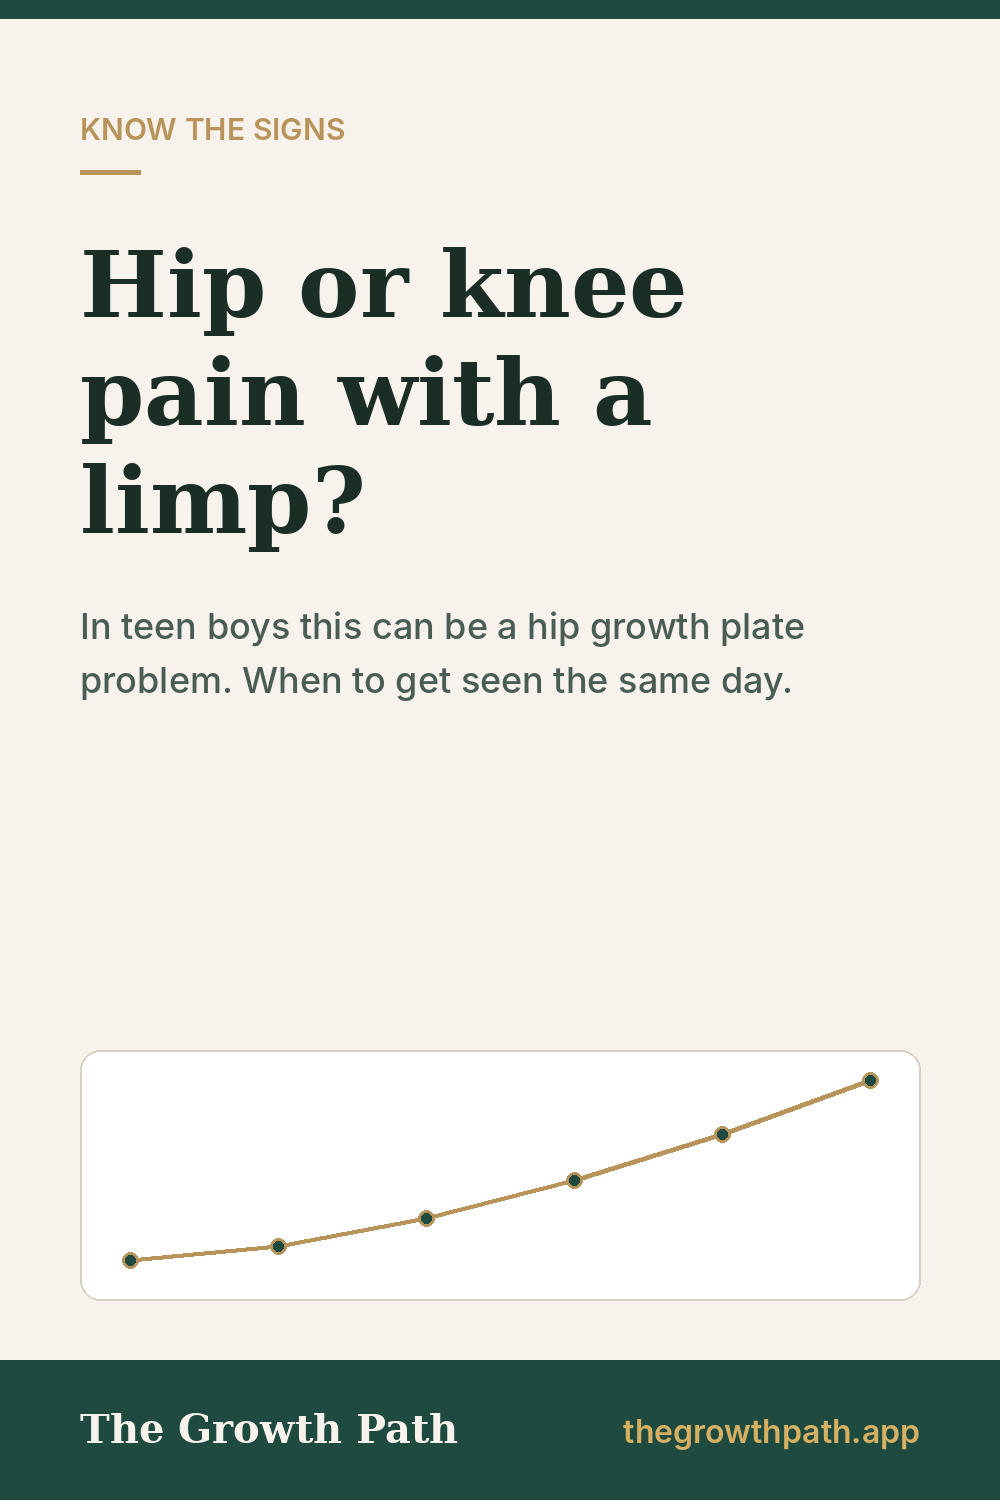 KNOW THE SIGNS
Hip or knee
pain with a
limp?
In teen boys this can be a hip growth plate
problem. When to get seen the same day.
The Growth Path
thegrowthpath.app